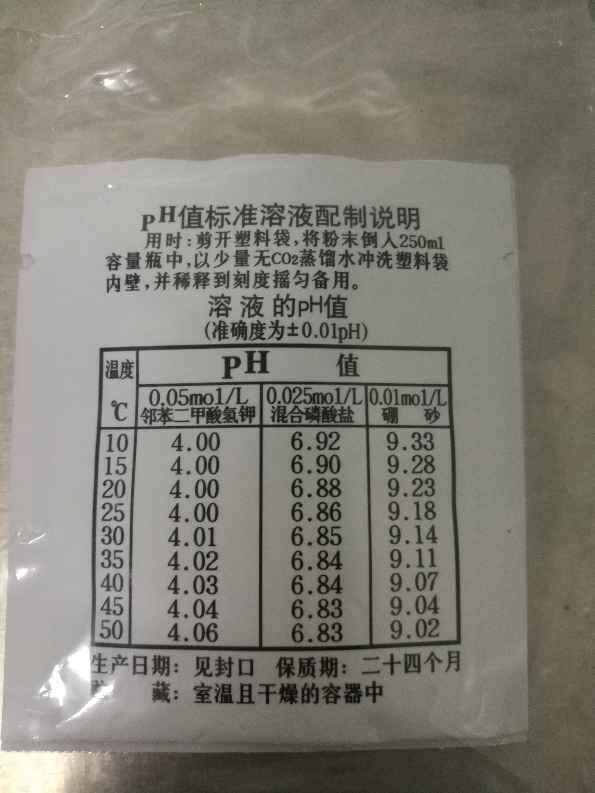 pH值标准溶液配制说明
用时:剪开塑料袋,将粉末倒入250ml
容量瓶中,以少量无CO2蒸馏水冲洗塑料袋
内壁,并稀释到刻度摇匀备用。
溶液的pH值
(准确度为±0.01pH)
温度℃ pH值
0.05mol/L 0.025mol/L 0.01mol/L
邻苯二甲酸氢钾 混合磷酸盐 硼砂
10 4.00 6.92 9.33
15 4.00 6.90 9.28
20 4.00 6.88 9.23
25 4.00 6.86 9.18
30 4.01 6.85 9.14
35 4.02 6.84 9.11
40 4.03 6.84 9.07
45 4.04 6.83 9.04
50 4.06 6.83 9.02
生产日期:见封口 保质期:二十四个月
藏:室温且干燥的容器中